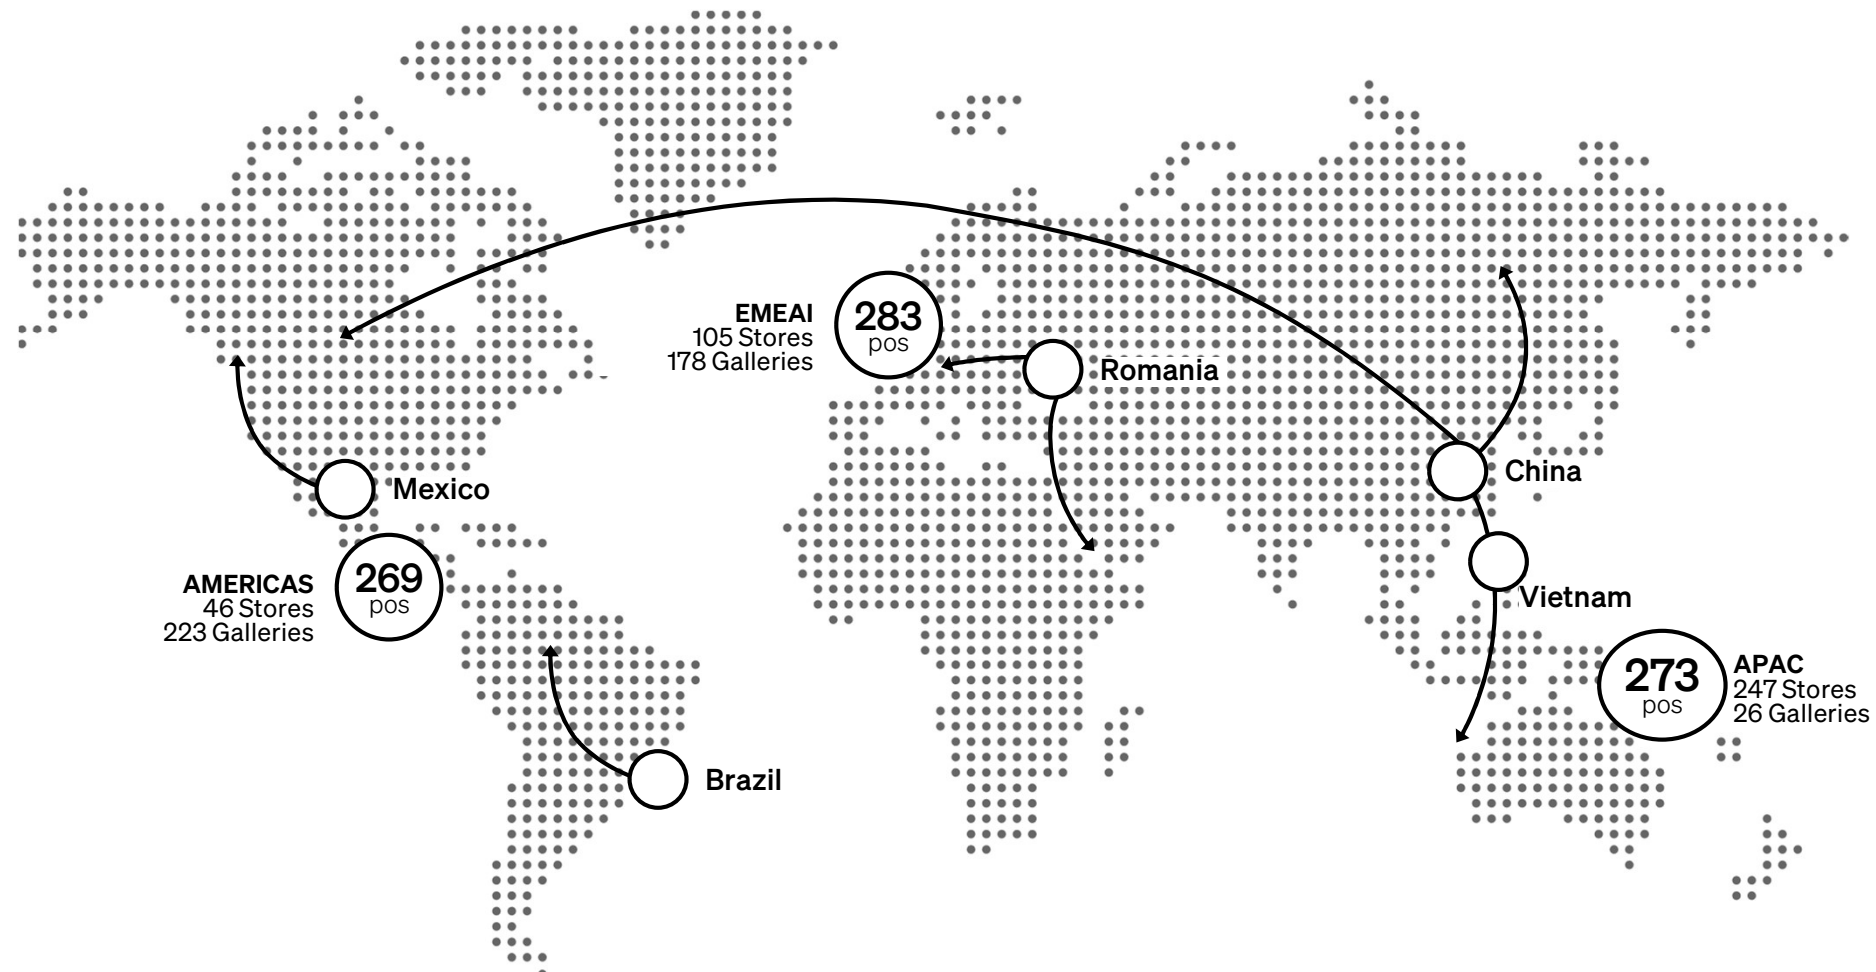 EMEAI
105 Stores
178 Galleries
283
pos
Romania
China
Mexico
AMERICAS
46 Stores
223 Galleries
269
pos
Vietnam
273
pos
APAC
247 Stores
26 Galleries
Brazil